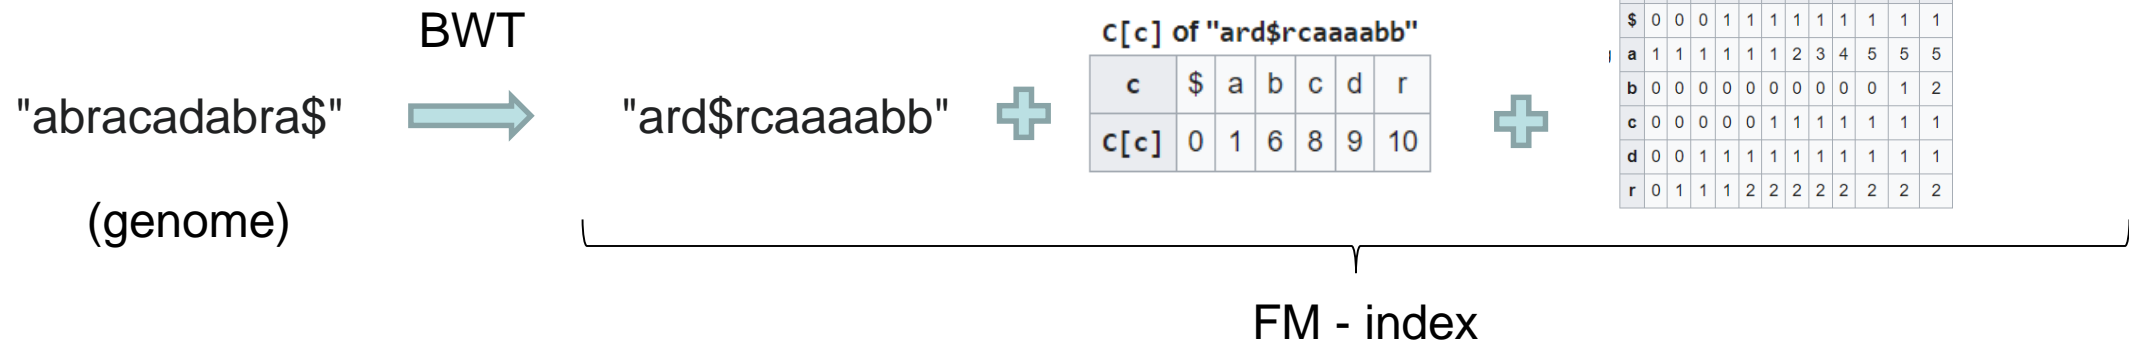 BWT
"abracadabra$"
(genome)
"ard$rcaaaabb"
C[c] of "ard$rcaaaabb"
c $ a b c d r
C[c] 0 1 6 8 9 10
$ 0 0 0 1 1 1 1 1 1 1 1 1
a 1 1 1 1 1 1 2 3 4 5 5 5
b 0 0 0 0 0 0 0 0 0 0 1 2
c 0 0 0 0 0 1 1 1 1 1 1 1
d 0 0 1 1 1 1 1 1 1 1 1 1
r 0 1 1 1 2 2 2 2 2 2 2 2
FM - index